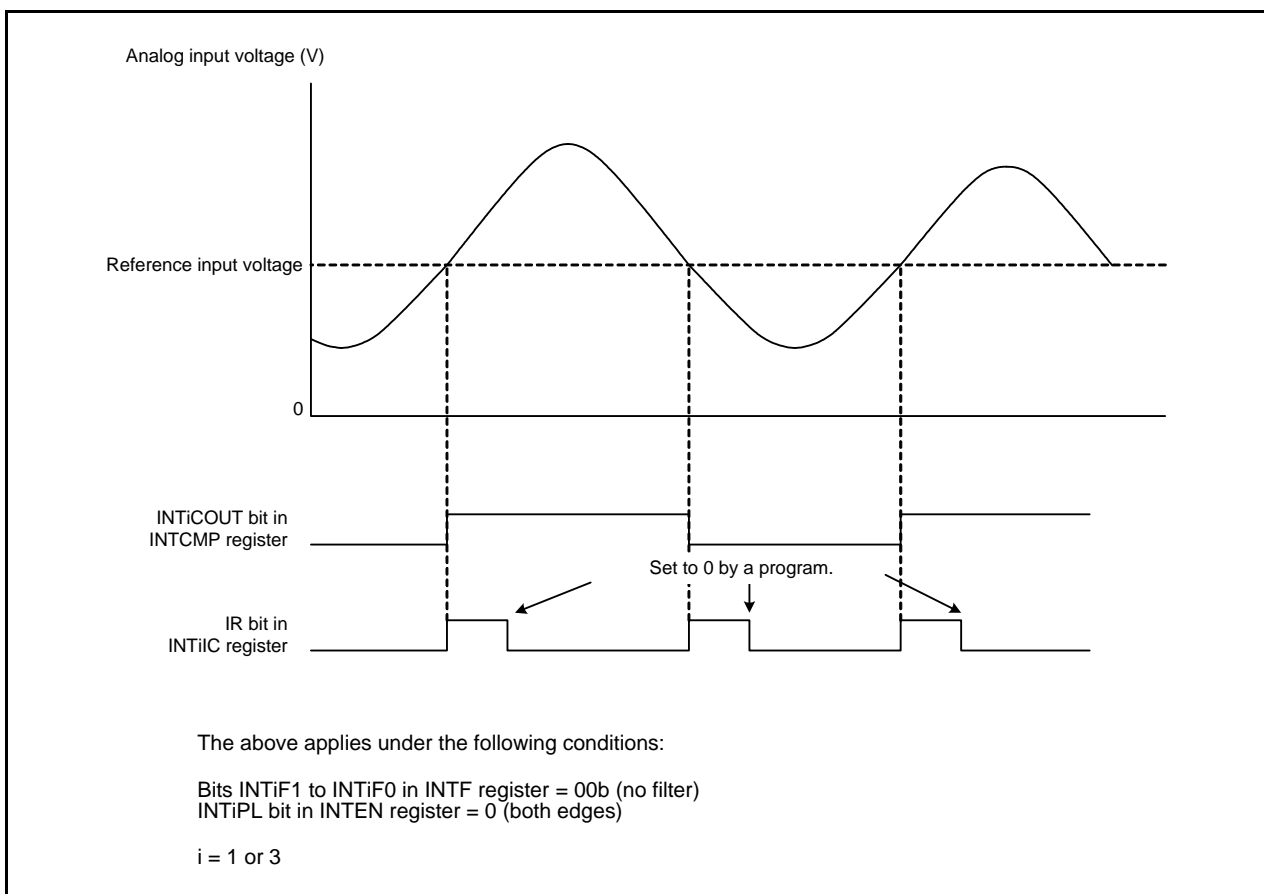 Analog input voltage (V)
Reference input voltage
0
INTiCOUT bit in
INTCMP register
Set to 0 by a program.
IR bit in
INTiIC register
The above applies under the following conditions:
Bits INTiF1 to INTiF0 in INTF register = 00b (no filter)
INTiPL bit in INTEN register = 0 (both edges)
i = 1 or 3